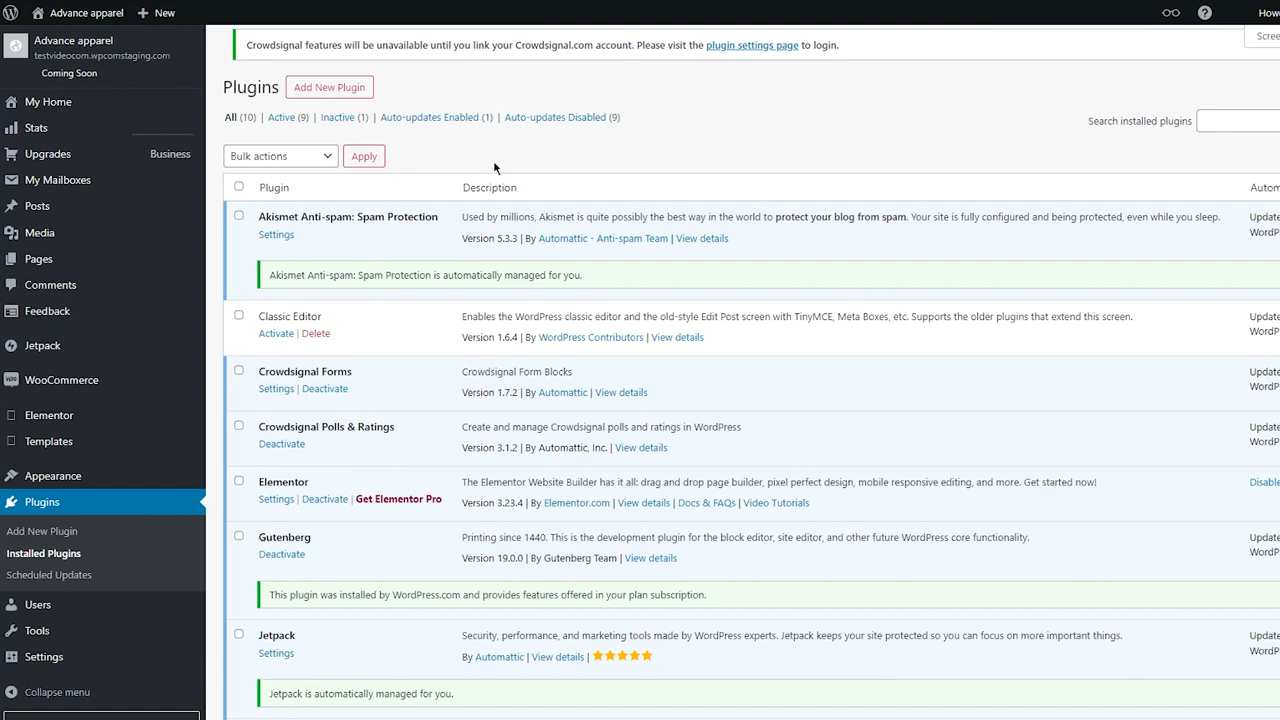 Advance apparel
New
How
Advance apparel
testvideocom.wpcomstaging.com
Coming Soon
My Home
Stats
Upgrades Business
My Mailboxes
Posts
Media
Pages
Comments
Feedback
Jetpack
WooCommerce
Elementor
Templates
Appearance
Plugins
Add New Plugin
Installed Plugins
Scheduled Updates
Users
Tools
Settings
Collapse menu
Crowdsignal features will be unavailable until you link your Crowdsignal.com account. Please visit the plugin settings page to login.
Scree
Plugins Add New Plugin
All (10) | Active (9) | Inactive (1) | Auto-updates Enabled (1) | Auto-updates Disabled (9)
Search installed plugins
Bulk actions Apply
Plugin Description Autom
Akismet Anti-spam: Spam Protection
Settings
Used by millions, Akismet is quite possibly the best way in the world to protect your blog from spam. Your site is fully configured and being protected, even while you sleep.
Version 5.3.3 | By Automattic - Anti-spam Team | View details
Update
WordP
Akismet Anti-spam: Spam Protection is automatically managed for you.
Classic Editor
Activate | Delete
Enables the WordPress classic editor and the old-style Edit Post screen with TinyMCE, Meta Boxes, etc. Supports the older plugins that extend this screen.
Version 1.6.4 | By WordPress Contributors | View details
Update
WordP
Crowdsignal Forms
Settings | Deactivate
Crowdsignal Form Blocks
Version 1.7.2 | By Automattic | View details
Update
WordP
Crowdsignal Polls & Ratings
Deactivate
Create and manage Crowdsignal polls and ratings in WordPress
Version 3.1.2 | By Automattic, Inc. | View details
Update
WordP
Elementor
Settings | Deactivate | Get Elementor Pro
The Elementor Website Builder has it all: drag and drop page builder, pixel perfect design, mobile responsive editing, and more. Get started now!
Version 3.23.4 | By Elementor.com | View details | Docs & FAQs | Video Tutorials
Disable
Gutenberg
Deactivate
Printing since 1440. This is the development plugin for the block editor, site editor, and other future WordPress core functionality.
Version 19.0.0 | By Gutenberg Team | View details
Update
WordP
This plugin was installed by WordPress.com and provides features offered in your plan subscription.
Jetpack
Settings
Security, performance, and marketing tools made by WordPress experts. Jetpack keeps your site protected so you can focus on more important things.
By Automattic | View details |
Update
WordP
Jetpack is automatically managed for you.